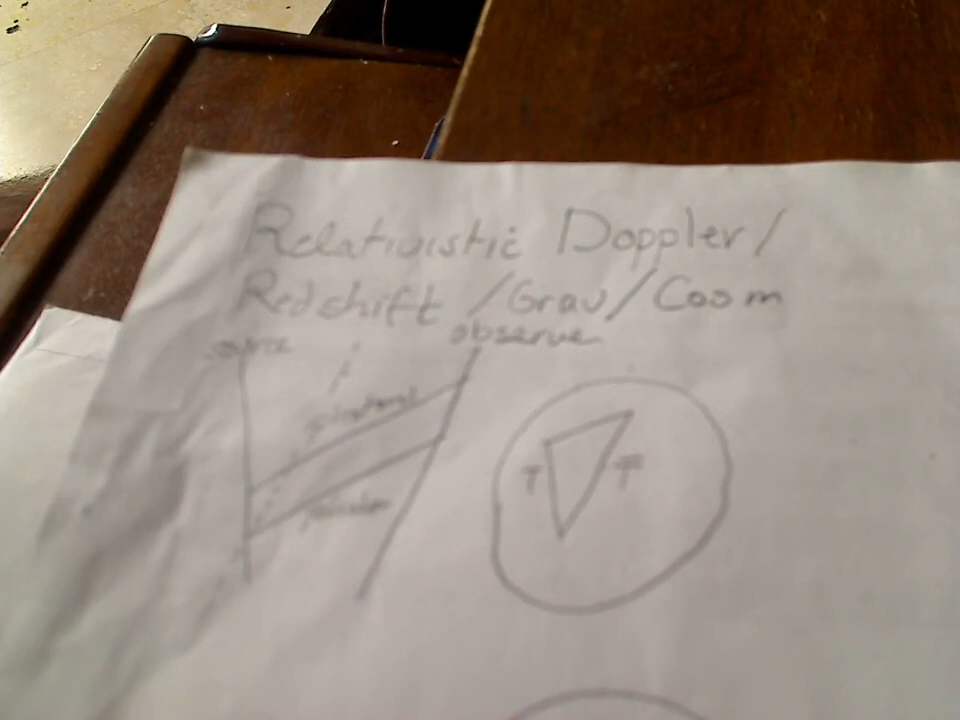 Relativistic Doppler/
Redshift /Grav/Cosm
source observe
T T